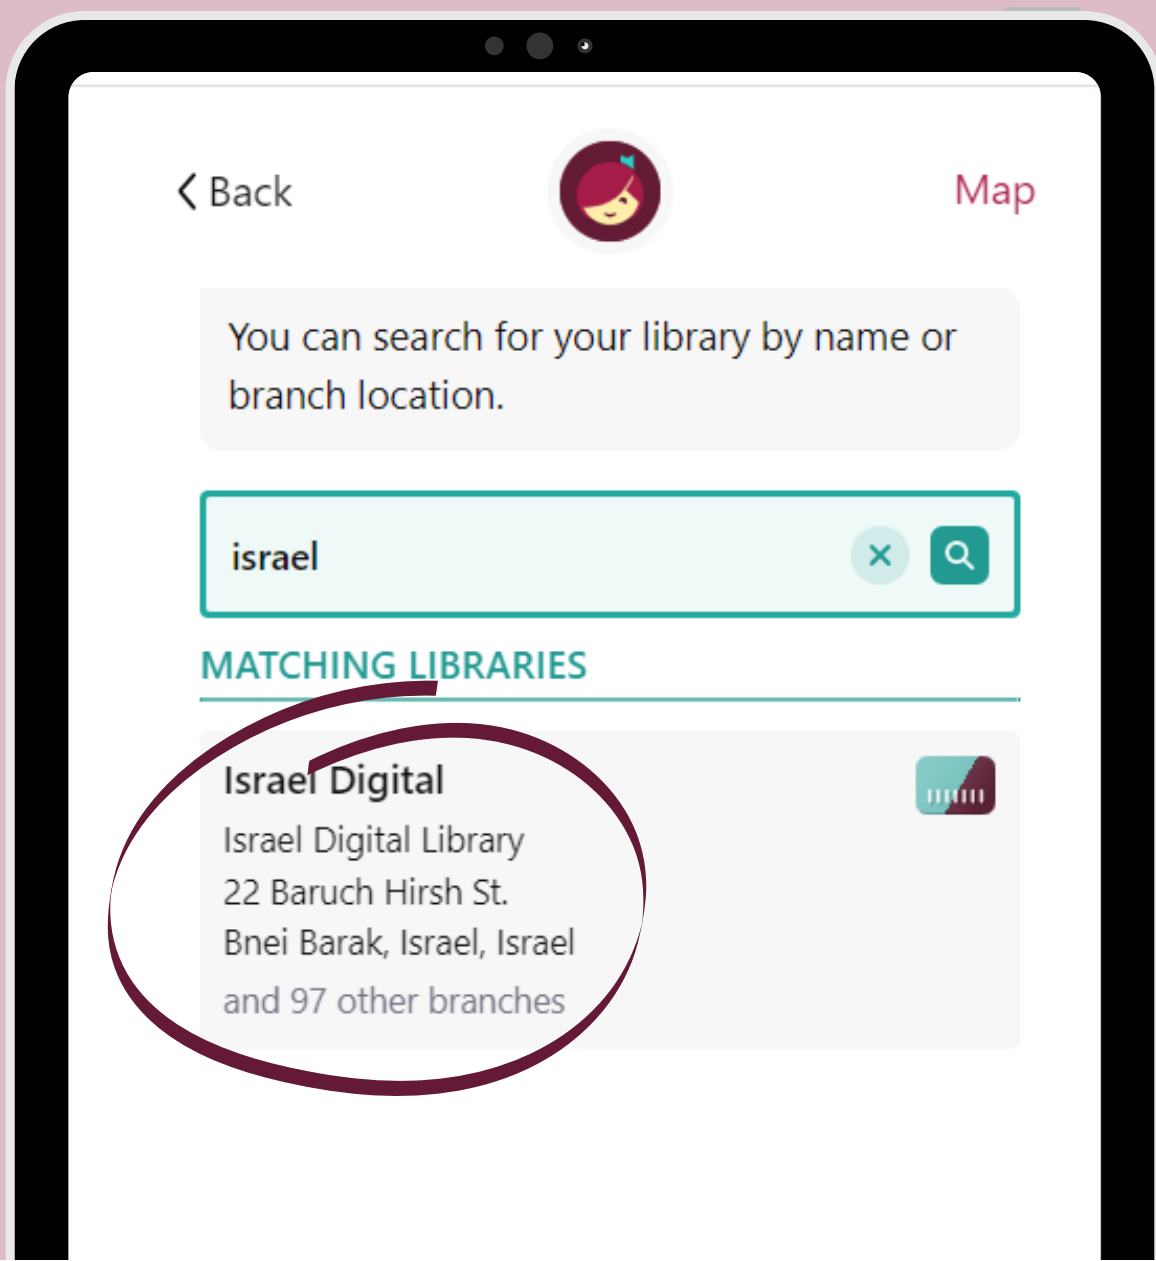 Back
Map
You can search for your library by name or
branch location.
israel
MATCHING LIBRARIES
Israel Digital
Israel Digital Library
22 Baruch Hirsh St.
Bnei Barak, Israel, Israel
and 97 other branches